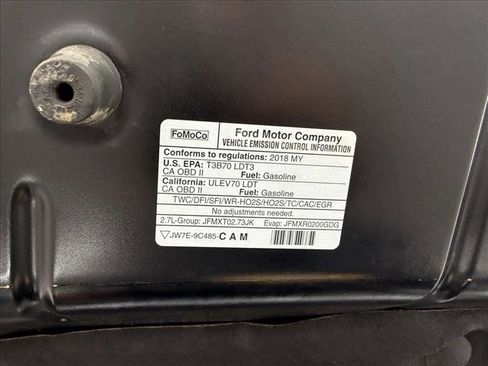 FoMoCo
Ford Motor Company
VEHICLE EMISSION CONTROL INFORMATION
Conforms to regulations: 2018 MY
U.S. EPA: T3B70 LDT3
CA OBD II Fuel: Gasoline
California: ULEV70 LDT
CA OBD II Fuel: Gasoline
TWC/DFI/SFI/WR-HO2S/HO2S/TC/CAC/EGR
No adjustments needed.
2.7L-Group: JFMXT02.73JK Evap: JFMXR0200GDG
JW7E-9C485-CAM